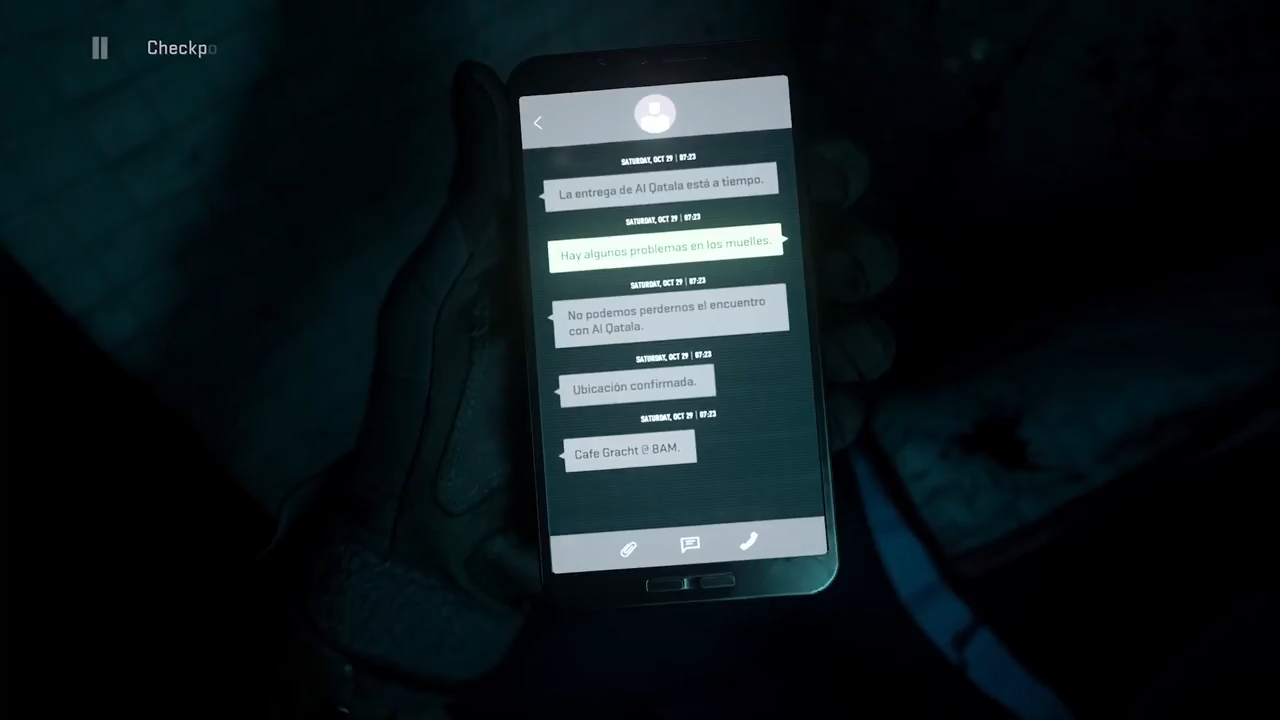 Checkpo
SATURDAY, OCT 29 | 07:23
La entrega de Al Qatala está a tiempo.
SATURDAY, OCT 29 | 07:23
Hay algunos problemas en los muelles.
SATURDAY, OCT 29 | 07:23
No podemos perdernos el encuentro
con Al Qatala.
SATURDAY, OCT 29 | 07:23
Ubicación confirmada.
SATURDAY, OCT 29 | 07:23
Cafe Gracht @ 8AM.